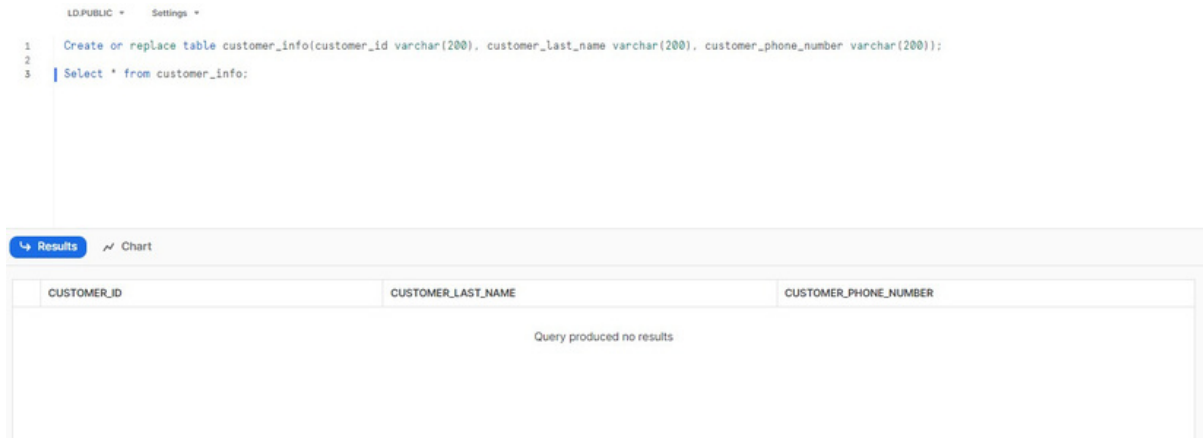 LD.PUBLIC Settings
1 Create or replace table customer_info(customer_id varchar(200), customer_last_name varchar(200), customer_phone_number varchar(200));
2
3 Select * from customer_info;
Results Chart
CUSTOMER_ID CUSTOMER_LAST_NAME CUSTOMER_PHONE_NUMBER
Query produced no results